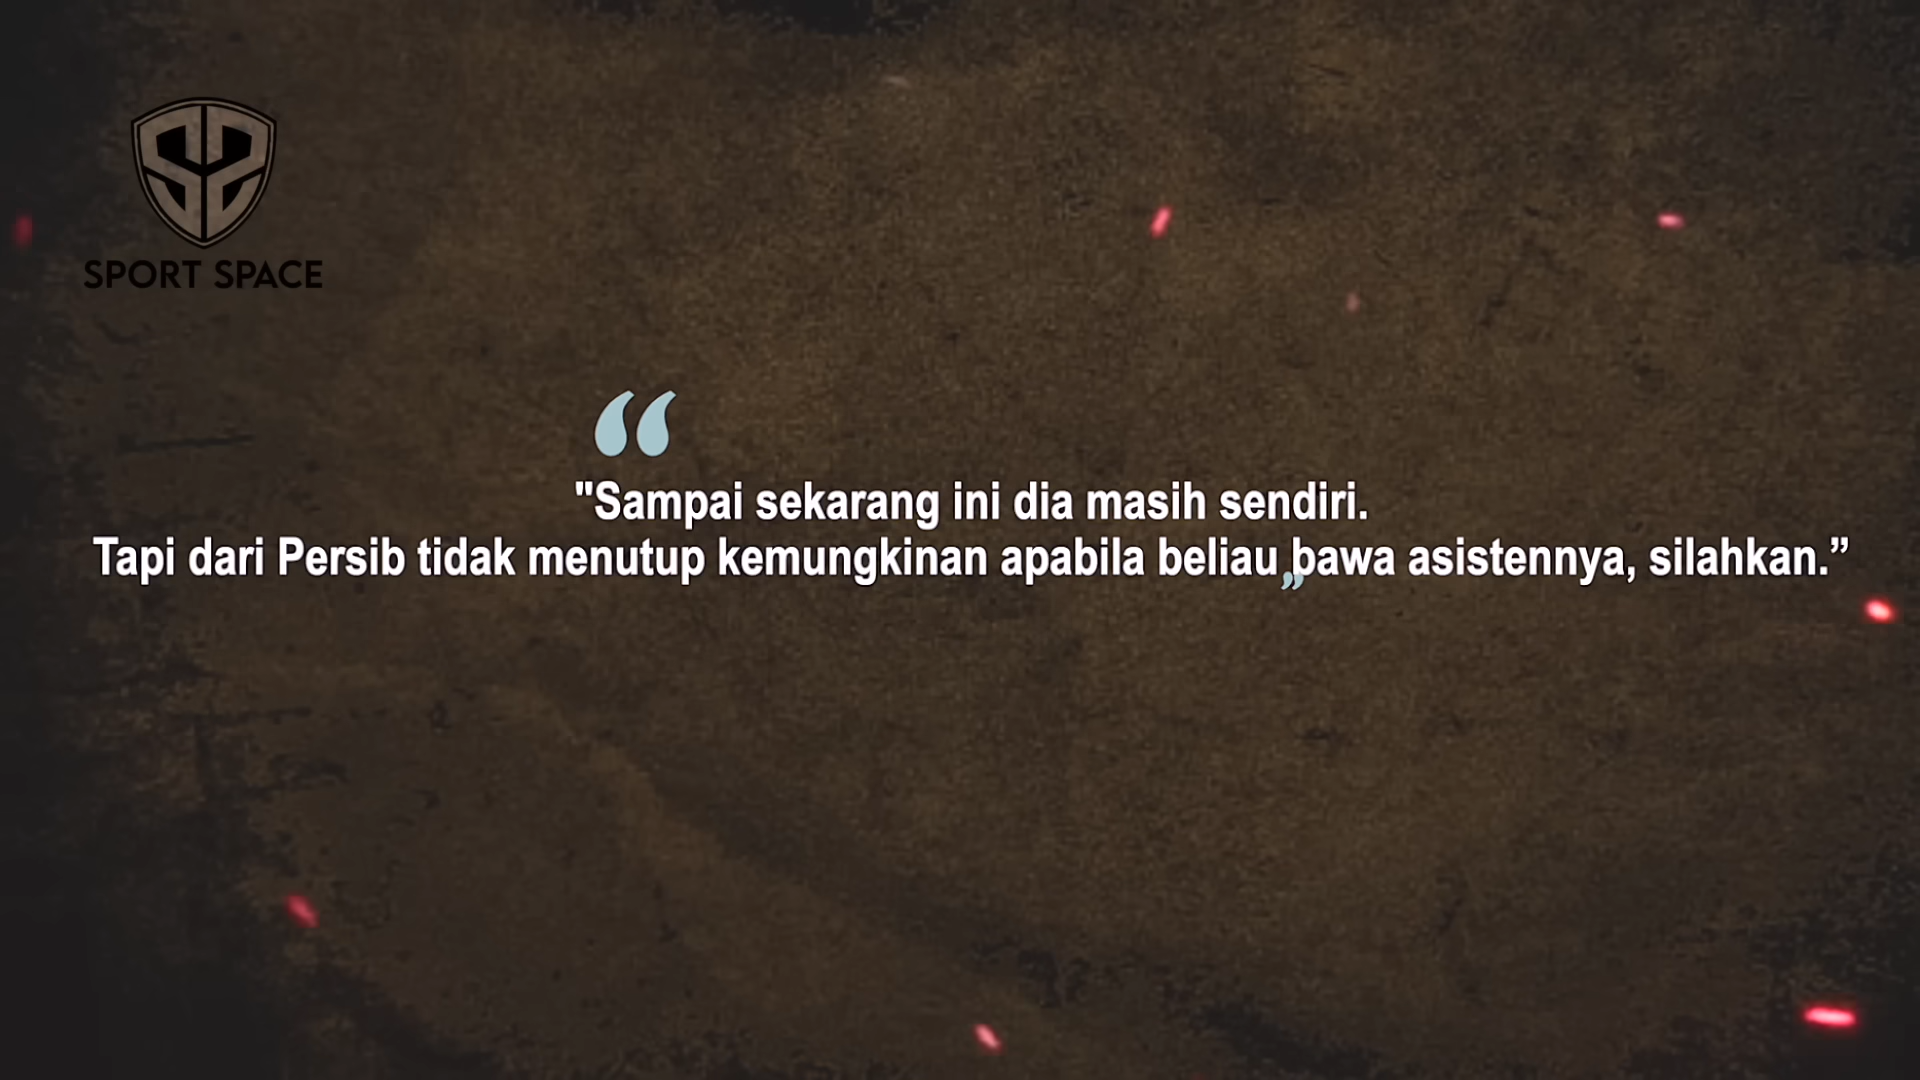 SPORT SPACE
“
"Sampai sekarang ini dia masih sendiri.
Tapi dari Persib tidak menutup kemungkinan apabila beliau bawa asistennya, silahkan.”
”